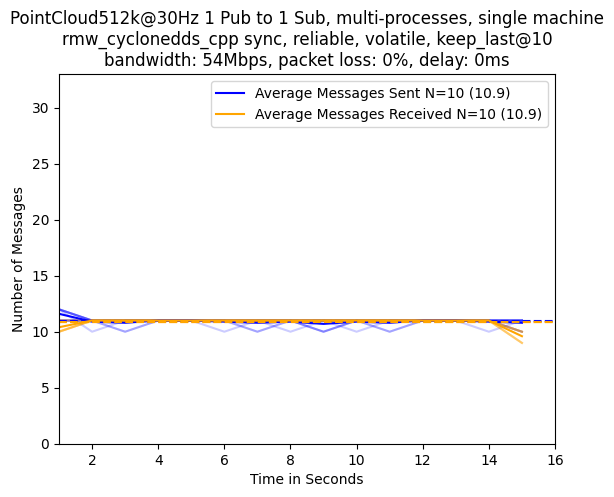 PointCloud512k@30Hz 1 Pub to 1 Sub, multi-processes, single machine
rmw_cyclonedds_cpp sync, reliable, volatile, keep_last@10
bandwidth: 54Mbps, packet loss: 0%, delay: 0ms
Average Messages Sent N=10 (10.9)
Average Messages Received N=10 (10.9)
Number of Messages
30
25
20
15
10
5
0
2 4 6 8 10 12 14 16
Time in Seconds